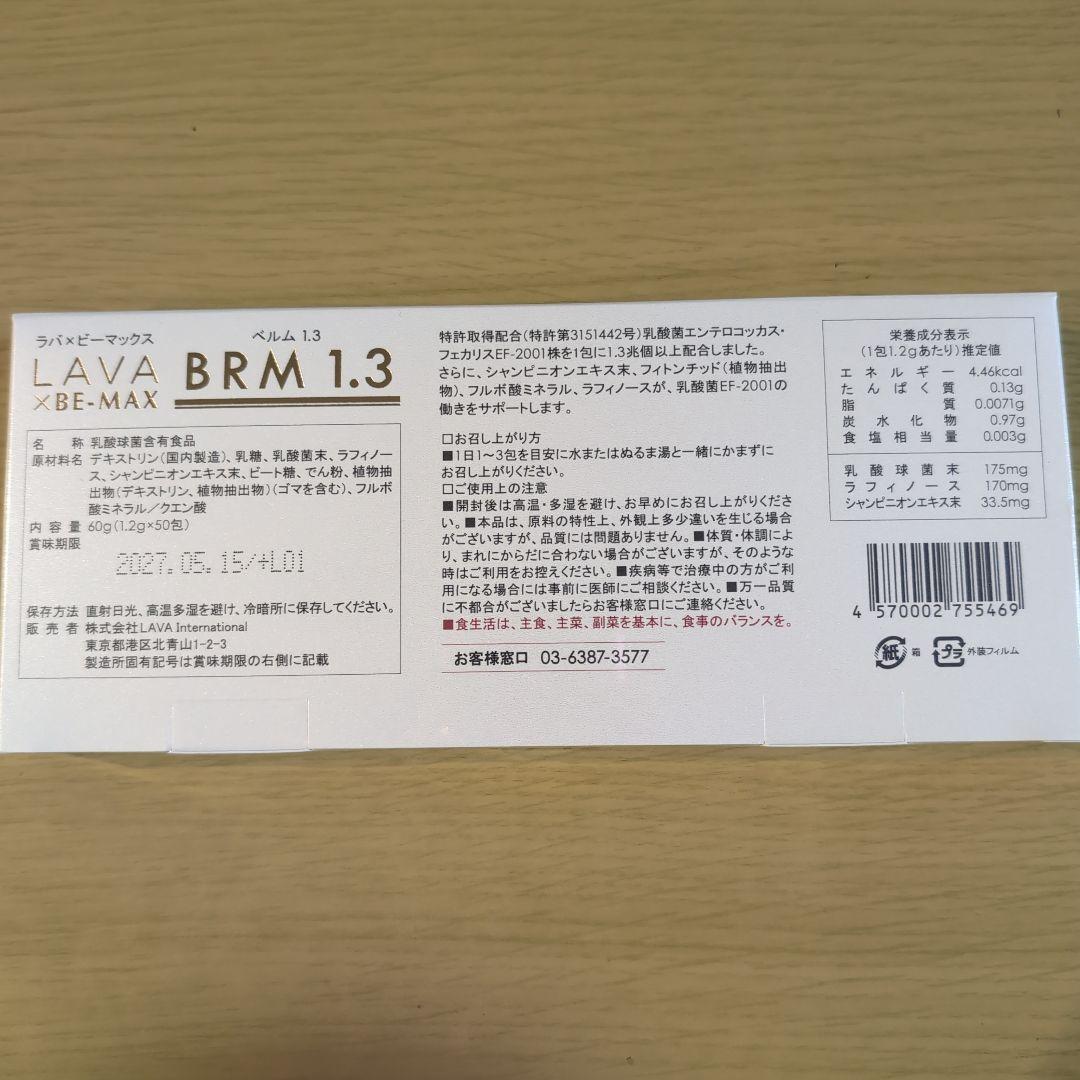 ラバ×ビーマックス
LAVA
×BE-MAX
ベルム 1.3
BRM 1.3
名 称 乳酸球菌含有食品
原材料名 デキストリン(国内製造)、乳糖、乳酸菌末、ラフィノー
ス、シャンピニオンエキス末、ビート糖、でん粉、植物抽
出物(デキストリン、植物抽出物)(ゴマを含む)、フルボ
酸ミネラル/クエン酸
内 容 量 60g(1.2g×50包)
賞味期限
2027.05.15/+L01
保存方法 直射日光、高温多湿を避け、冷暗所に保存してください。
販 売 者 株式会社LAVA International
東京都港区北青山1-2-3
製造所固有記号は賞味期限の右側に記載
特許取得配合(特許第3151442号)乳酸菌エンテロコッカス・
フェカリスEF-2001株を1包に1.3兆個以上配合しました。
さらに、シャンピニオンエキス末、フィトンチッド(植物抽出
物)、フルボ酸ミネラル、ラフィノースが、乳酸菌EF-2001の
働きをサポートします。
□お召し上がり方
■1日1~3包を目安に水またはぬるま湯と一緒にかまずに
お召し上がりください。
□ご使用上の注意
■開封後は高温・多湿を避け、お早めにお召し上がりくださ
い。■本品は、原料の特性上、外観上多少違いを生じる場合
がございますが、品質には問題ありません。■体質・体調によ
り、まれにからだに合わない場合がございますが、そのような
時はご利用をお控えください。■疾病等で治療中の方がご利
用になる場合には事前に医師にご相談ください。■万一品質
に不都合がございましたらお客様窓口にご連絡ください。
■食生活は、主食、主菜、副菜を基本に、食事のバランスを。
お客様窓口 03-6387-3577
栄養成分表示
(1包1.2gあたり)推定値
エネルギー 4.46kcal
たんぱく質 0.13g
脂質 0.0071g
炭水化物 0.97g
食塩相当量 0.003g
乳酸球菌末 175mg
ラフィノース 170mg
シャンピニオンエキス末 33.5mg
4 570002 755469
紙 箱 プラ 外装フィルム